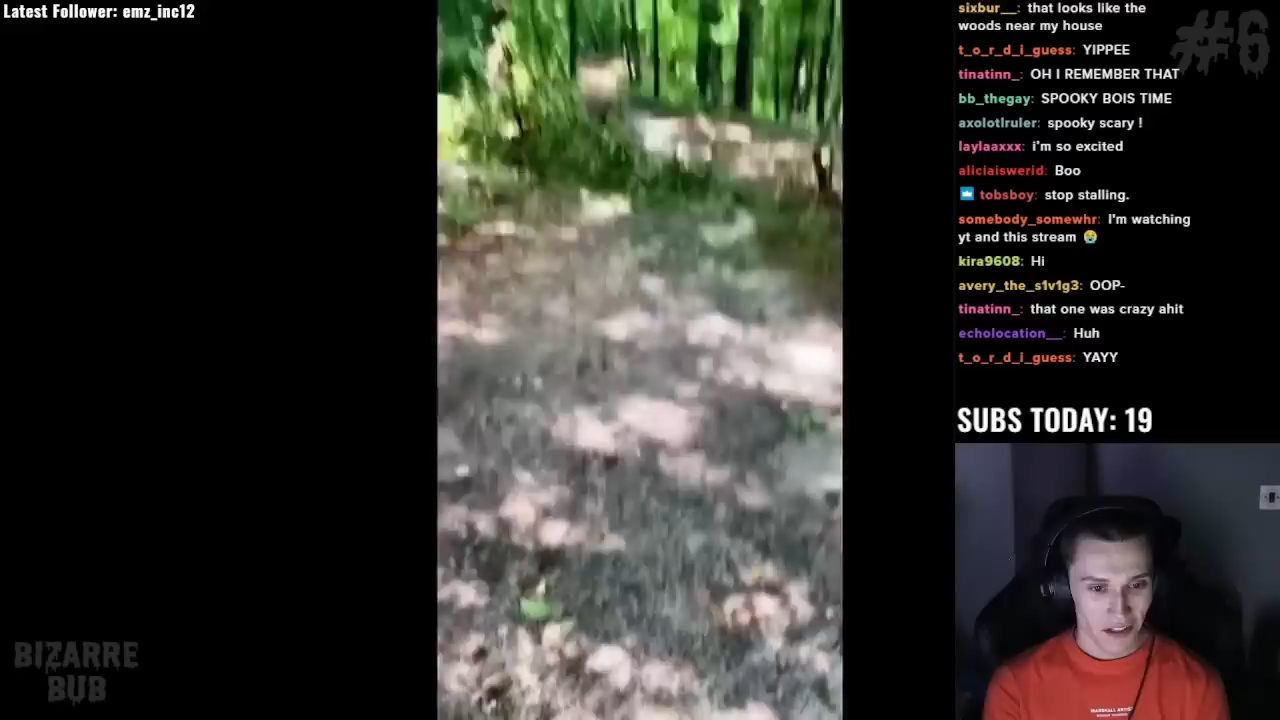 Latest Follower: emz_inc12
sixbur__: that looks like the
woods near my house
t_o_r_d_i_guess: YIPPEE
tinatinn_: OH I REMEMBER THAT
bb_thegay: SPOOKY BOIS TIME
axolotlruler: spooky scary !
laylaaxxx: i'm so excited
aliciaiswerid: Boo
tobsboy: stop stalling.
somebody_somewhr: I'm watching
yt and this stream 😭
kira9608: Hi
avery_the_s1v1g3: OOP-
tinatinn_: that one was crazy ahit
echolocation__: Huh
t_o_r_d_i_guess: YAYY
#6
SUBS TODAY: 19
BIZARRE
BUB